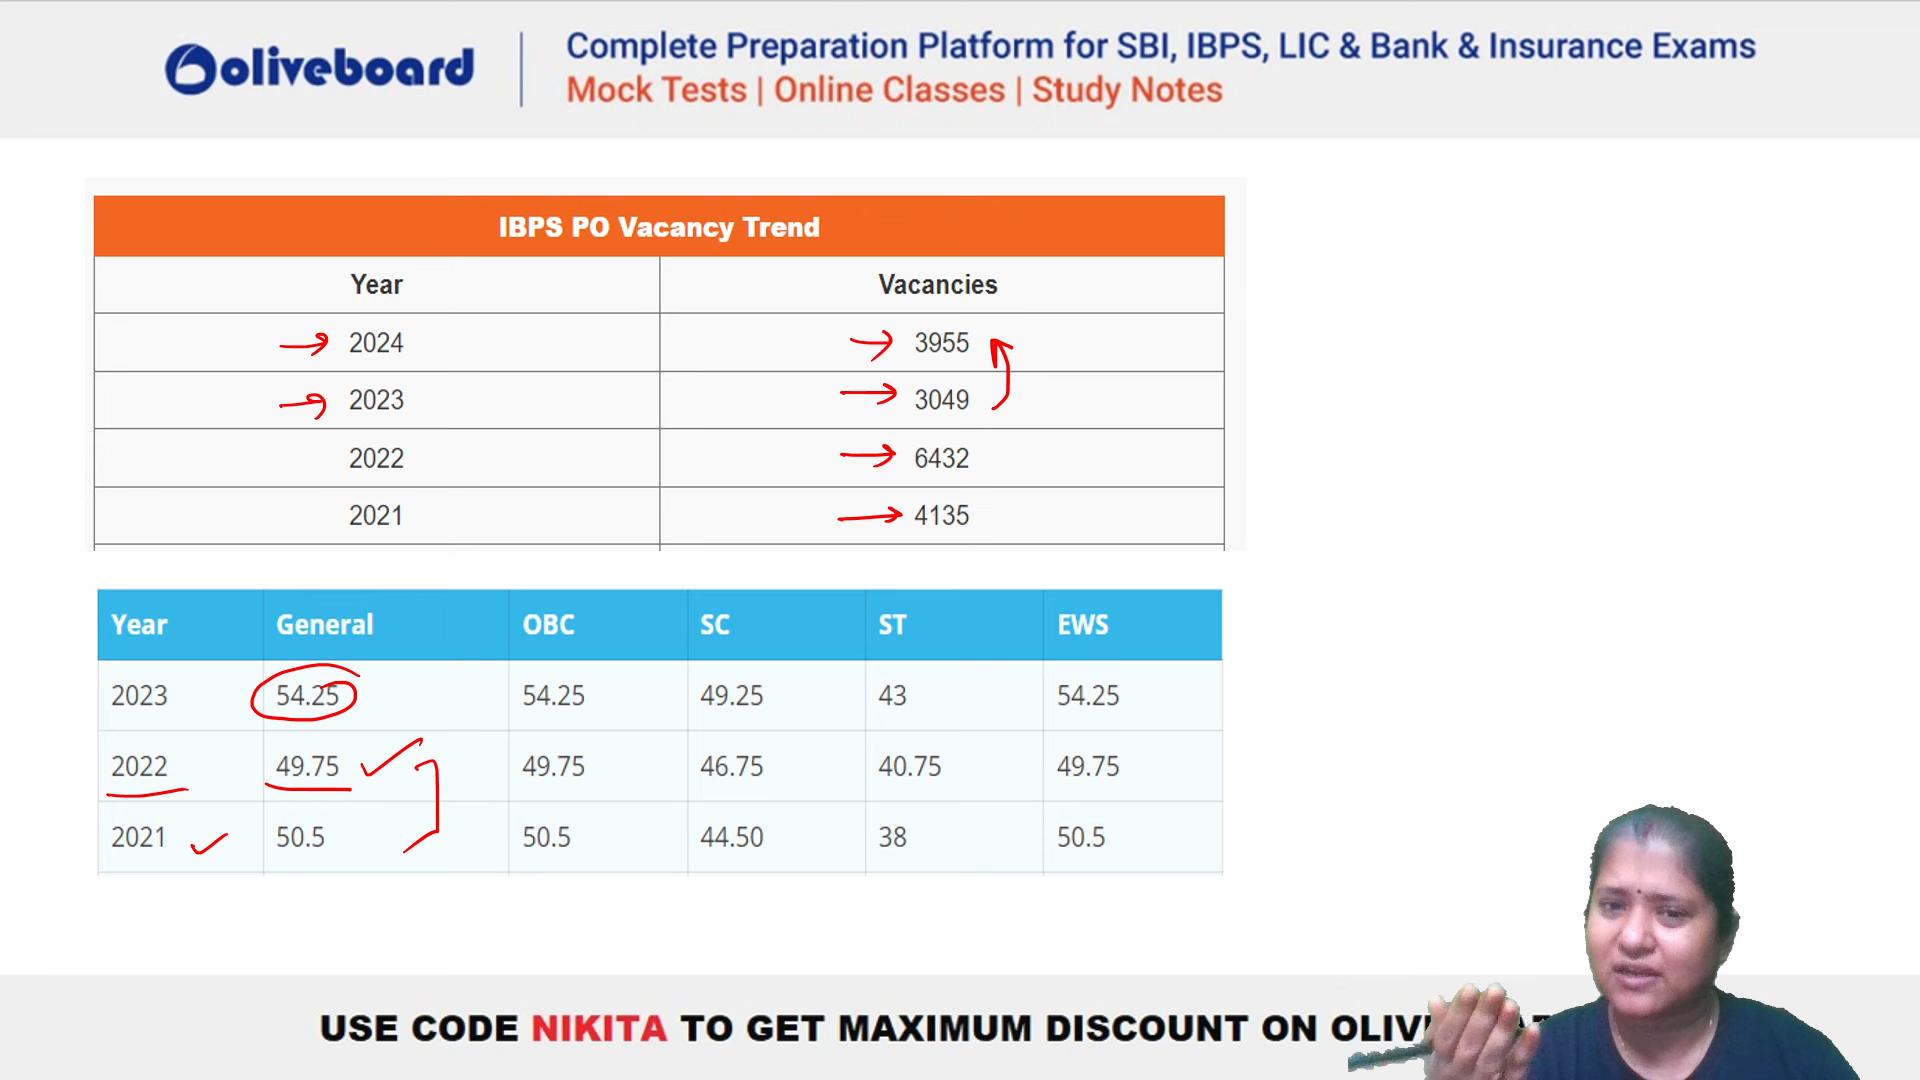 oliveboard
Complete Preparation Platform for SBI, IBPS, LIC & Bank & Insurance Exams
Mock Tests | Online Classes | Study Notes
IBPS PO Vacancy Trend
Year Vacancies
2024 3955
2023 3049
2022 6432
2021 4135
Year General OBC SC ST EWS
2023 54.25 54.25 49.25 43 54.25
2022 49.75 49.75 46.75 40.75 49.75
2021 50.5 50.5 44.50 38 50.5
USE CODE NIKITA TO GET MAXIMUM DISCOUNT ON